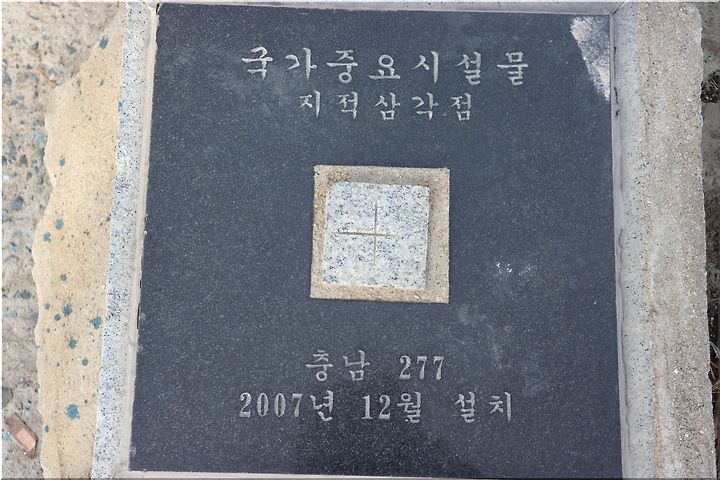 국가중요시설물
지적삼각점
충남 277
2007년 12월 설치